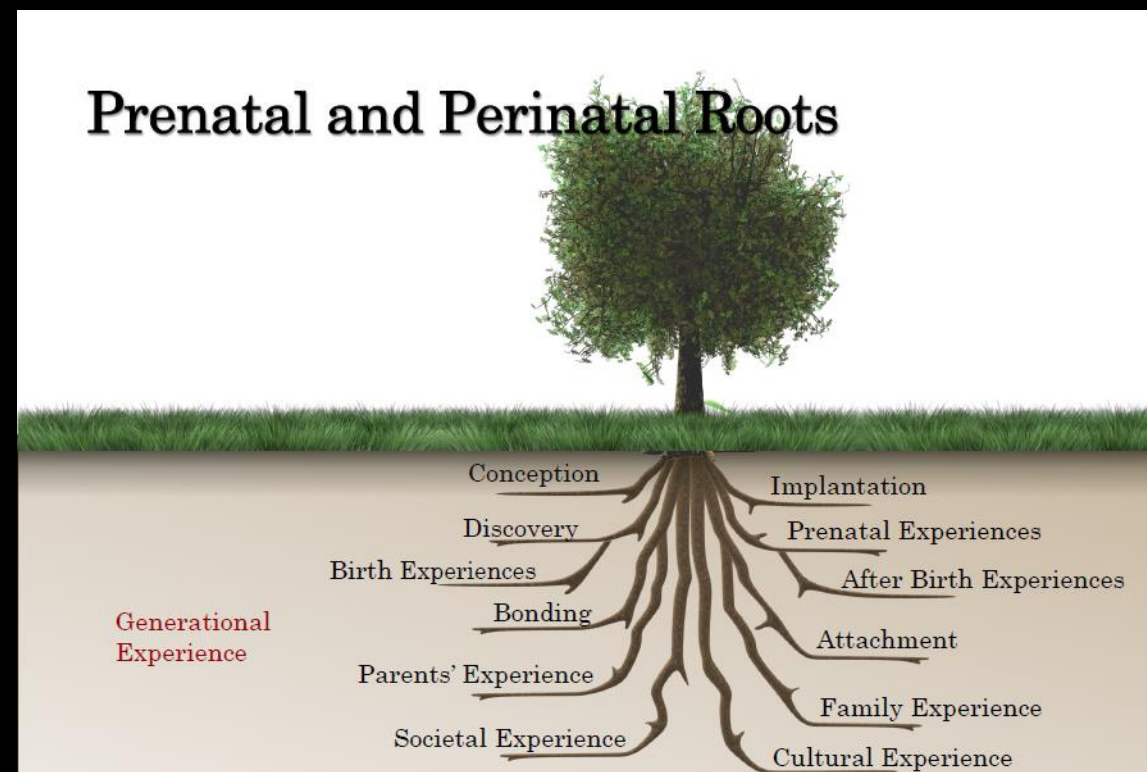 Prenatal and Perinatal Roots
Conception
Implantation
Discovery
Prenatal Experiences
Birth Experiences
After Birth Experiences
Bonding
Generational
Experience
Attachment
Parents’ Experience
Family Experience
Societal Experience
Cultural Experience